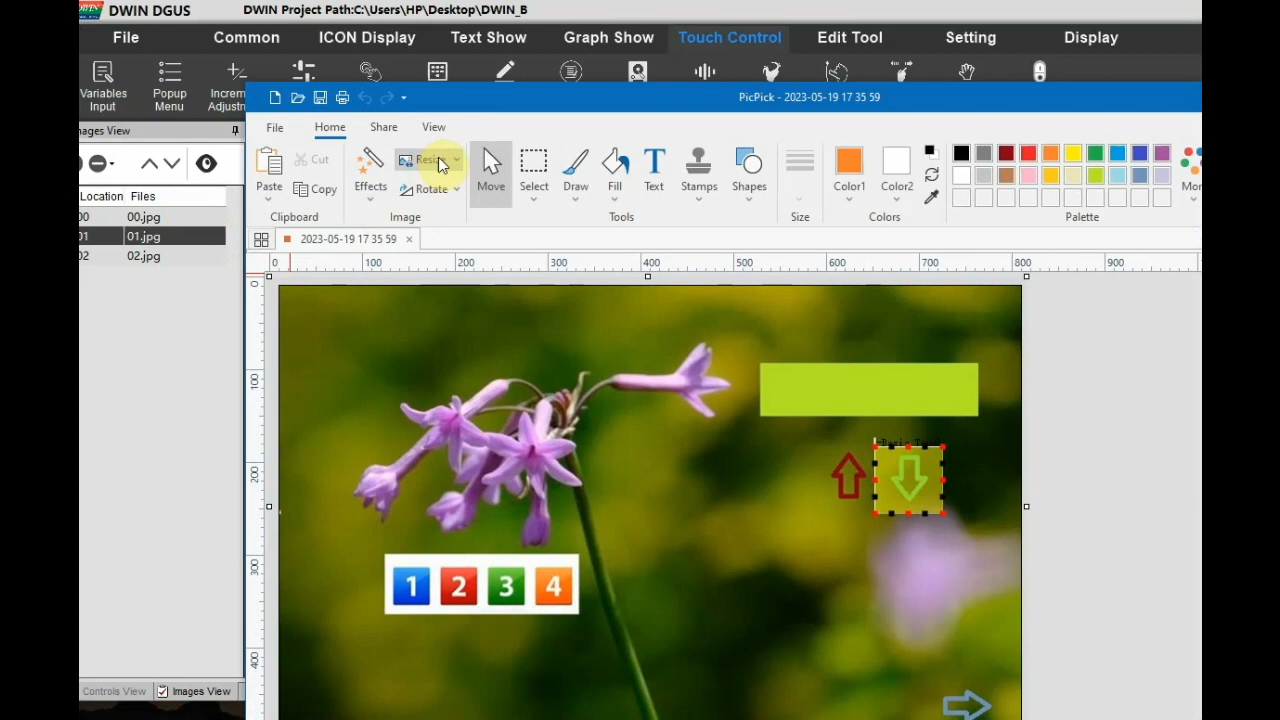 DWIN DGUS
DWIN Project Path:C:\Users\HP\Desktop\DWIN_B
File Common ICON Display Text Show Graph Show Touch Control Edit Tool Setting Display
Variables Input
Popup Menu
Increm Adjustn
PicPick - 2023-05-19 17 35 59
mages View
File Home Share View
Paste Cut Copy
Effects Resize Rotate
Move Select Draw Fill Text Stamps Shapes
Color1 Color2
Mor
Clipboard Image Tools Size Colors Palette
Location Files
00 00.jpg
01 01.jpg
02 02.jpg
2023-05-19 17 35 59
0 100 200 300 400 500 600 700 800 900
0
100
200
300
400
1 2 3 4
Controls View Images View